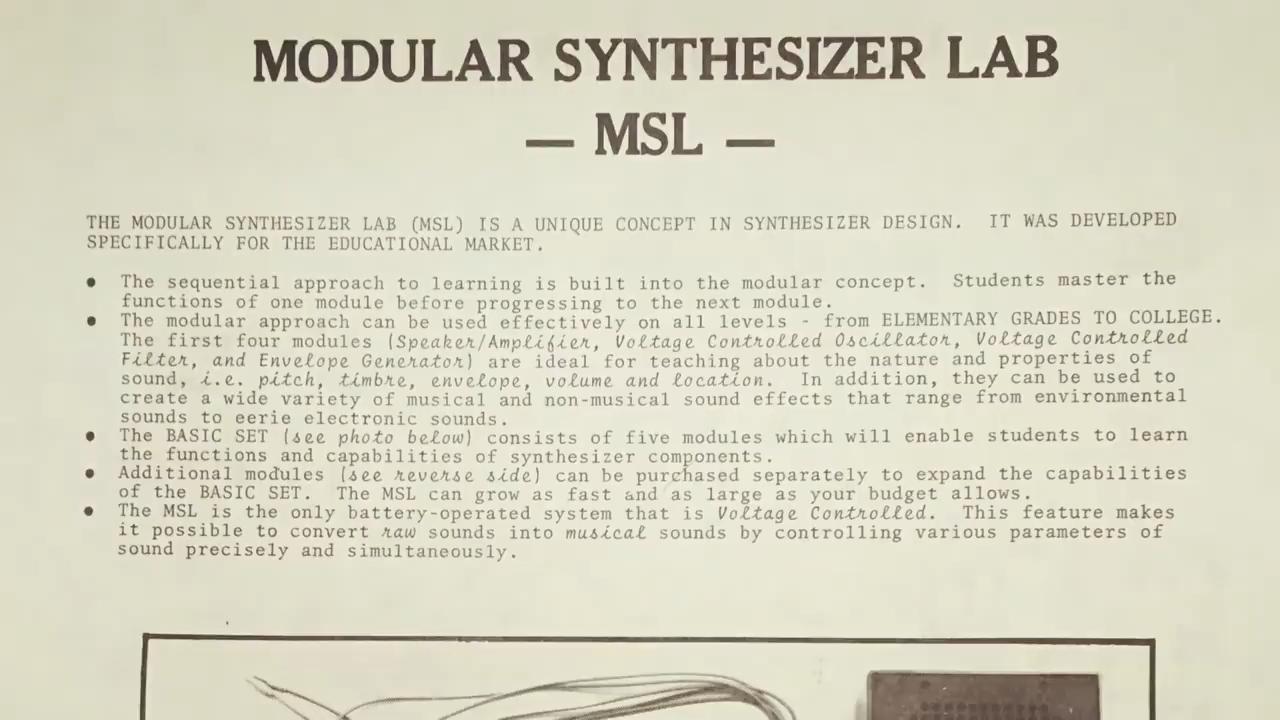 MODULAR SYNTHESIZER LAB
— MSL —
THE MODULAR SYNTHESIZER LAB (MSL) IS A UNIQUE CONCEPT IN SYNTHESIZER DESIGN. IT WAS DEVELOPED
SPECIFICALLY FOR THE EDUCATIONAL MARKET.
● The sequential approach to learning is built into the modular concept. Students master the
functions of one module before progressing to the next module.
● The modular approach can be used effectively on all levels - from ELEMENTARY GRADES TO COLLEGE.
The first four modules (Speaker/Amplifier, Voltage Controlled Oscillator, Voltage Controlled
Filter, and Envelope Generator) are ideal for teaching about the nature and properties of
sound, i.e. pitch, timbre, envelope, volume and location. In addition, they can be used to
create a wide variety of musical and non-musical sound effects that range from environmental
sounds to eerie electronic sounds.
● The BASIC SET (see photo below) consists of five modules which will enable students to learn
the functions and capabilities of synthesizer components.
● Additional modules (see reverse side) can be purchased separately to expand the capabilities
of the BASIC SET. The MSL can grow as fast and as large as your budget allows.
● The MSL is the only battery-operated system that is Voltage Controlled. This feature makes
it possible to convert raw sounds into musical sounds by controlling various parameters of
sound precisely and simultaneously.